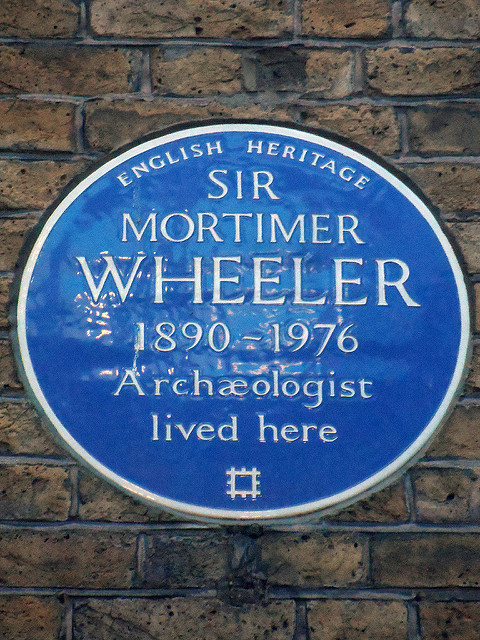 ENGLISH HERITAGE
SIR
MORTIMER
WHEELER
1890-1976
Archæologist
lived here